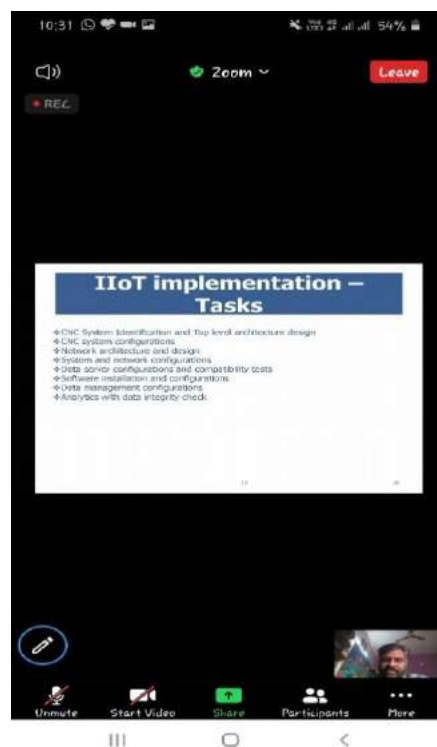 10:31
54%
Zoom
Leave
REC
IIoT implementation –
Tasks
CNC System Identification and Top level architecture design
CNC system configurations
Network architecture and design
System and network configurations
Data server configurations and compatibility tests
Software installation and configurations
Data management configurations
Analytics with data integrity check
Unmute
Start Video
Share
Participants
More